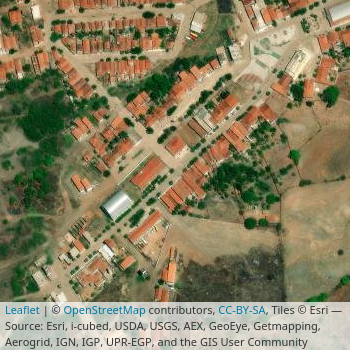 Leaflet | © OpenStreetMap contributors, CC-BY-SA, Tiles © Esri —
Source: Esri, i-cubed, USDA, USGS, AEX, GeoEye, Getmapping,
Aerogrid, IGN, IGP, UPR-EGP, and the GIS User Community